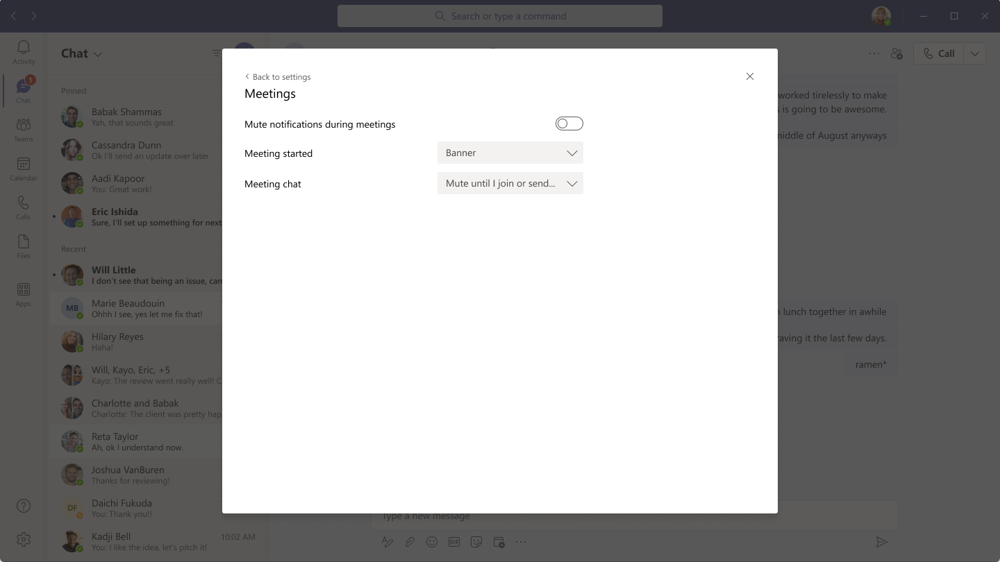 Search or type a command
Activity
1
Chat
Teams
Calendar
Calls
Files
Apps
Chat
Pinned
Babak Shammas
Yah, that sounds great
Cassandra Dunn
Ok I'll send an update over later
Aadi Kapoor
You: Great work!
Eric Ishida
Sure, I'll set up something for next
Recent
Will Little
I don't see that being an issue, can
MB
Marie Beaudouin
Ohhh I see, yes let me fix that!
Hilary Reyes
Haha!
Will, Kayo, Eric, +5
Kayo: The review went really well! C
Charlotte and Babak
Charlotte: The client was pretty hap
Reta Taylor
Ah, ok I understand now.
Joshua VanBuren
Thanks for reviewing!
DF
Daichi Fukuda
You: Thank you!!
Kadji Bell 10:02 AM
You: I like the idea, let's pitch it!
Back to settings
Meetings
Mute notifications during meetings
Meeting started Banner
Meeting chat Mute until I join or send...
Call
worked tirelessly to make
s is going to be awesome.
middle of August anyways
lunch together in awhile
raving it the last few days.
ramen*
Type a new message
GIF